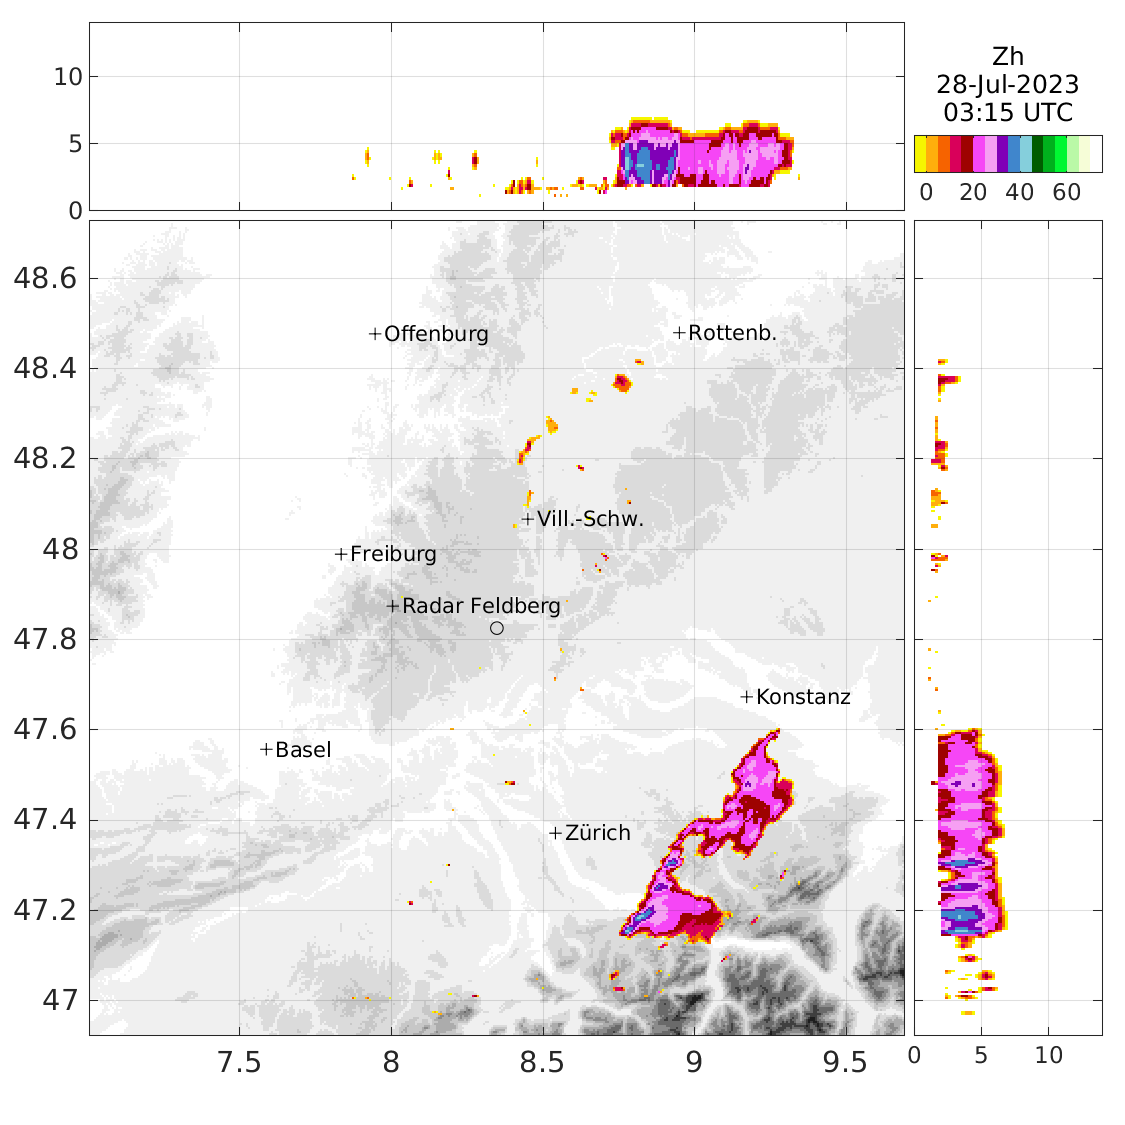 10
5
0
Zh
28-Jul-2023
03:15 UTC
0 20 40 60
48.6
48.4
48.2
48
47.8
47.6
47.4
47.2
47
+Offenburg
+Rottenb.
+Vill.-Schw.
+Freiburg
+Radar Feldberg
+Konstanz
+Basel
+Zürich
7.5 8 8.5 9 9.5
0 5 10